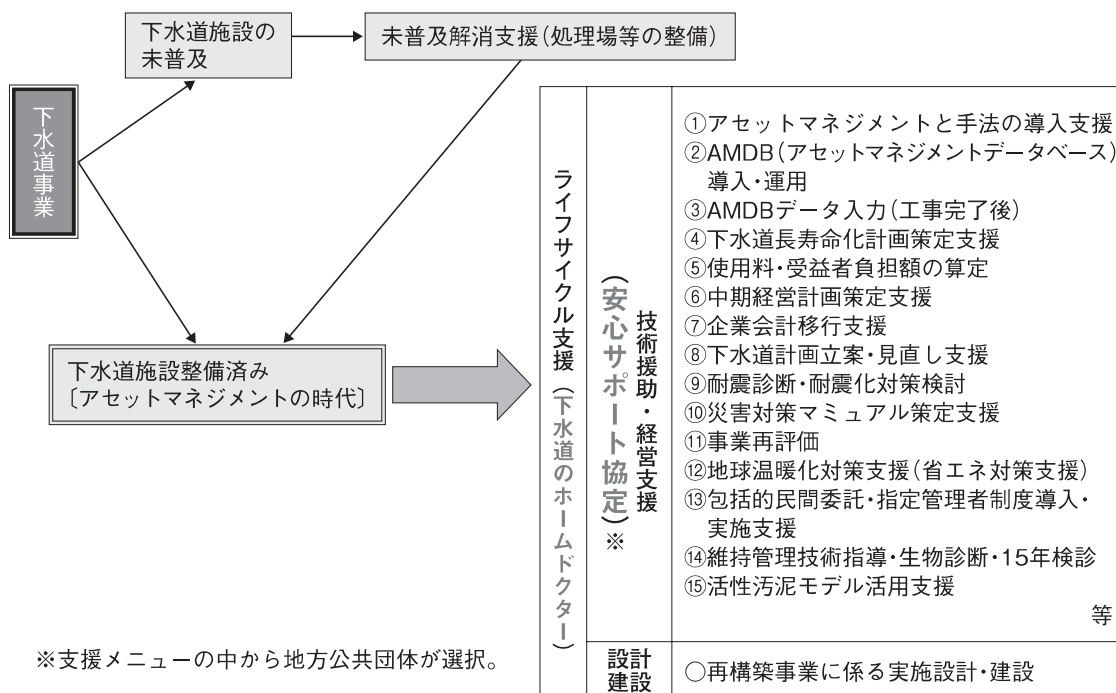 下水道施設の
未普及
未普及解消支援(処理場等の整備)
下水道事業
下水道施設整備済み
〔アセットマネジメントの時代〕
ライフサイクル支援(下水道のホームドクター)
技術援助・経営支援
(安心サポート協定)※
①アセットマネジメントと手法の導入支援
②AMDB(アセットマネジメントデータベース)
導入・運用
③AMDBデータ入力(工事完了後)
④下水道長寿命化計画策定支援
⑤使用料・受益者負担額の算定
⑥中期経営計画策定支援
⑦企業会計移行支援
⑧下水道計画立案・見直し支援
⑨耐震診断・耐震化対策検討
⑩災害対策マミュアル策定支援
⑪事業再評価
⑫地球温暖化対策支援(省エネ対策支援)
⑬包括的民間委託・指定管理者制度導入・
実施支援
⑭維持管理技術指導・生物診断・15年検診
⑮活性汚泥モデル活用支援
等
設計
建設
○再構築事業に係る実施設計・建設
※支援メニューの中から地方公共団体が選択。